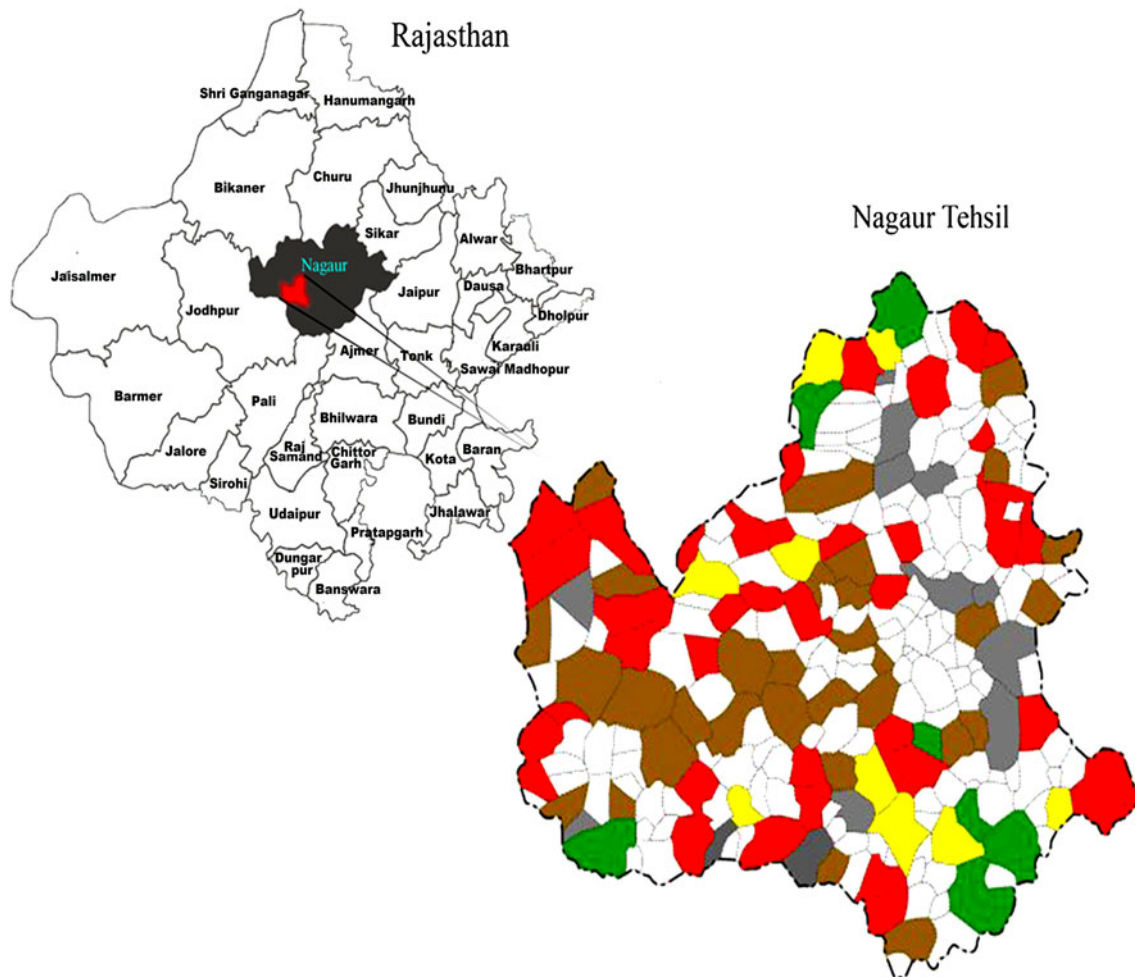 Rajasthan
Shri Ganganagar
Hanumangarh
Bikaner
Churu
Jhunjhunu
Sikar
Alwar
Nagaur
Jaisalmer
Bhartpur
Jaipur
Dausa
Jodhpur
Dholpur
Karauli
Ajmer
Tonk
Sawai Madhopur
Barmer
Pali
Bhilwara
Bundi
Jalore
Raj
Samand
Chittor
Garh
Kota
Baran
Sirohi
Udaipur
Jhalawar
Pratapgarh
Dungar
pur
Banswara
Nagaur Tehsil